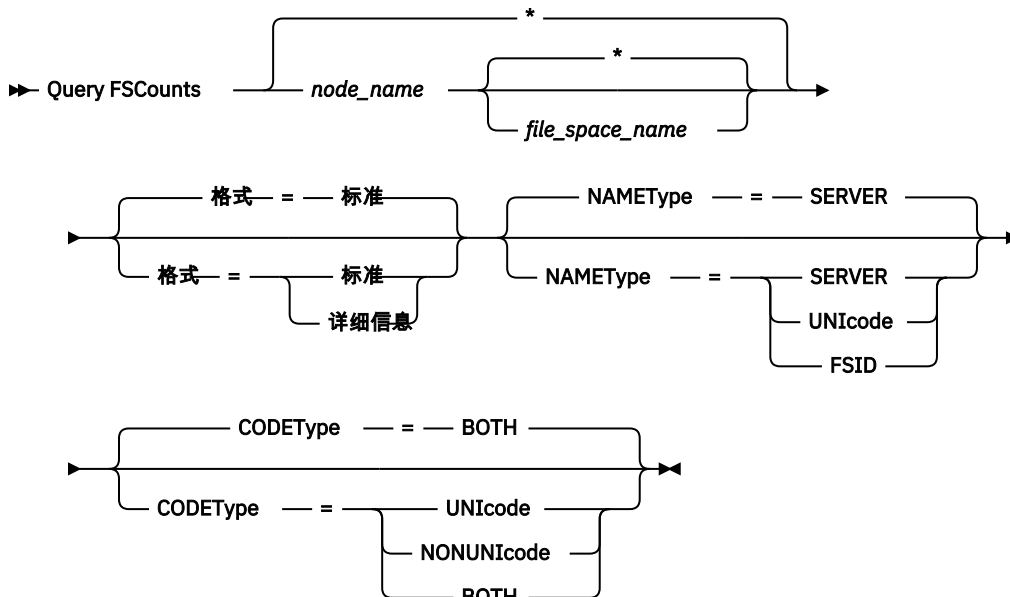 *
*
Query FSCounts node_name
file_space_name
格式 = 标准 NAMEType = SERVER
格式 = 标准 NAMEType = SERVER
详细信息 UNIcode
FSID
CODEType = BOTH
CODEType = UNIcode
NONUNIcode
BOTH